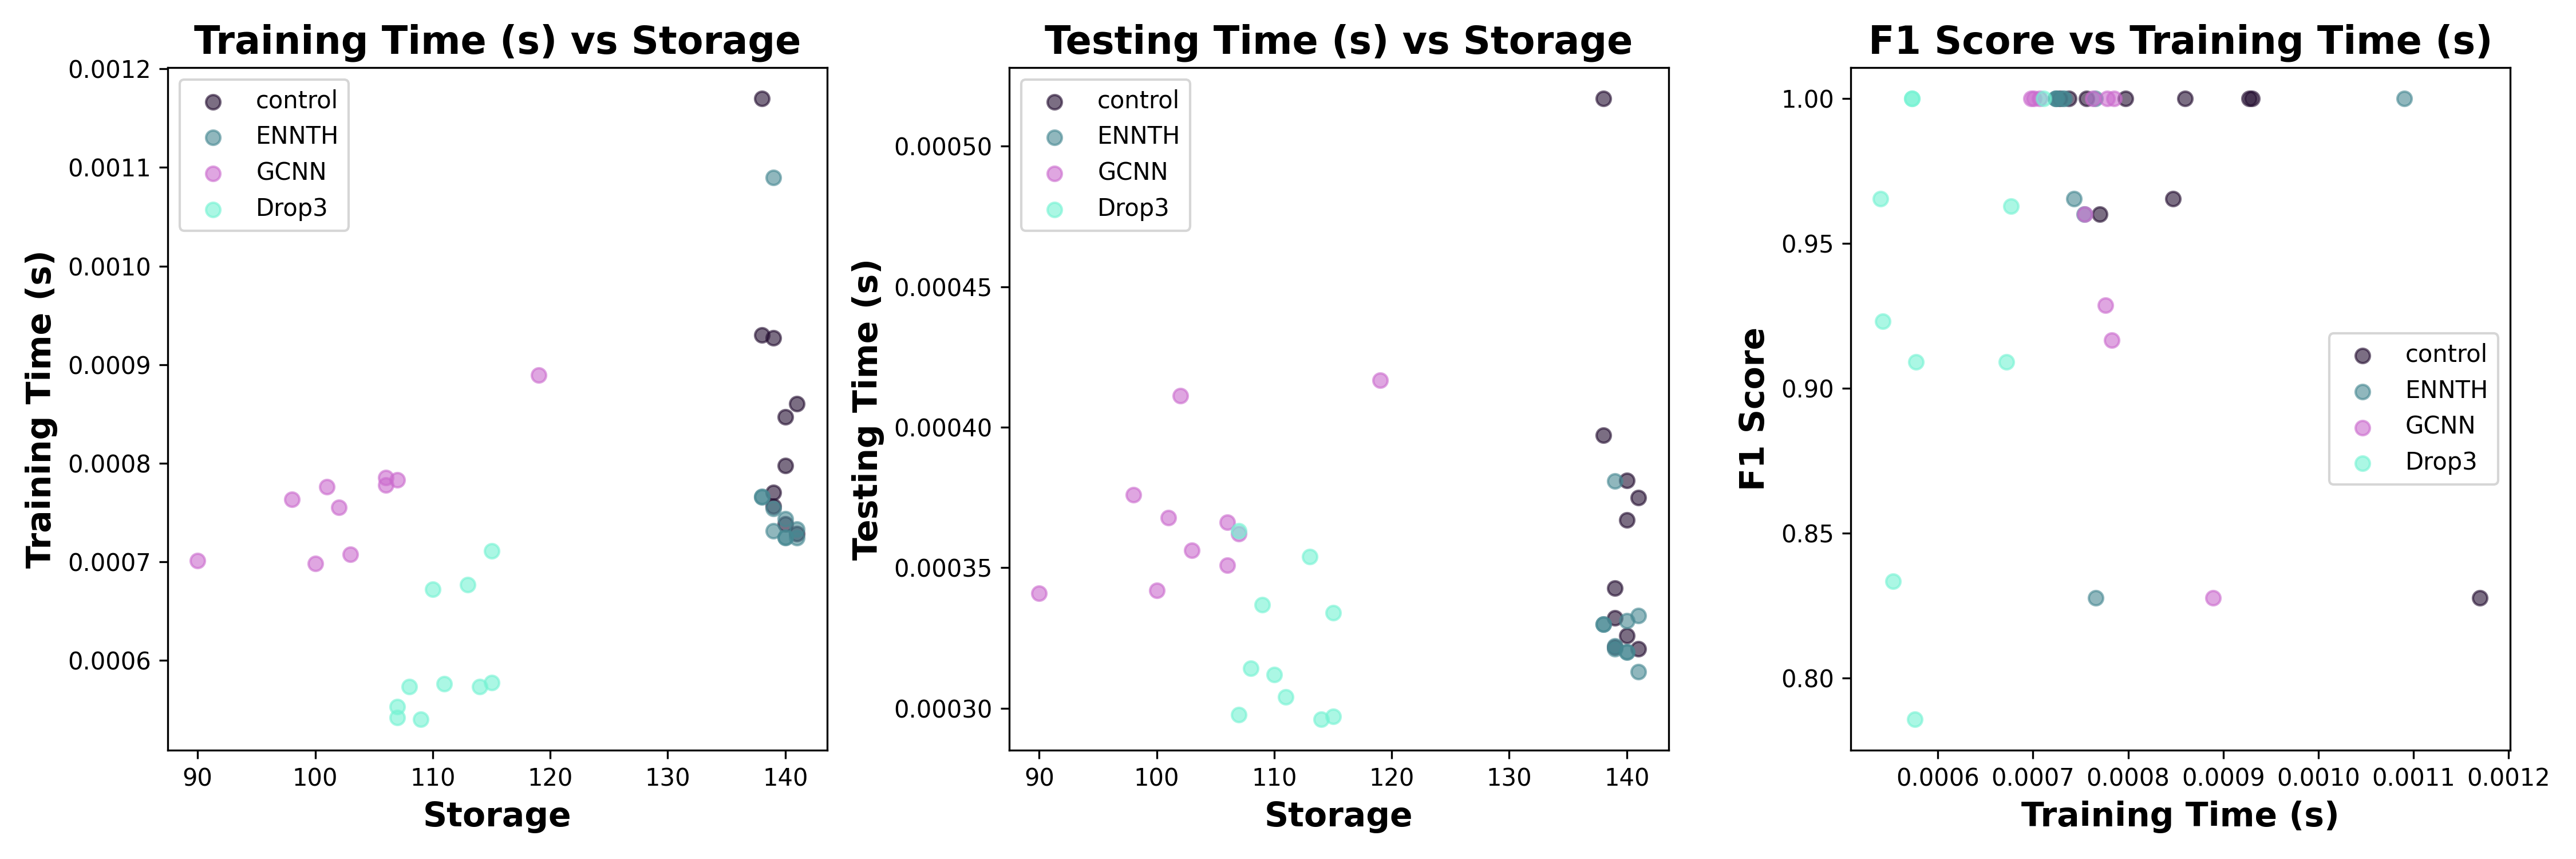 Training Time (s) vs Storage
Training Time (s)
0.0012
0.0011
0.0010
0.0009
0.0008
0.0007
0.0006
control
ENNTH
GCNN
Drop3
90 100 110 120 130 140
Storage
Testing Time (s) vs Storage
Testing Time (s)
0.00050
0.00045
0.00040
0.00035
0.00030
control
ENNTH
GCNN
Drop3
90 100 110 120 130 140
Storage
F1 Score vs Training Time (s)
F1 Score
1.00
0.95
0.90
0.85
0.80
control
ENNTH
GCNN
Drop3
0.0006 0.0007 0.0008 0.0009 0.0010 0.0011 0.0012
Training Time (s)